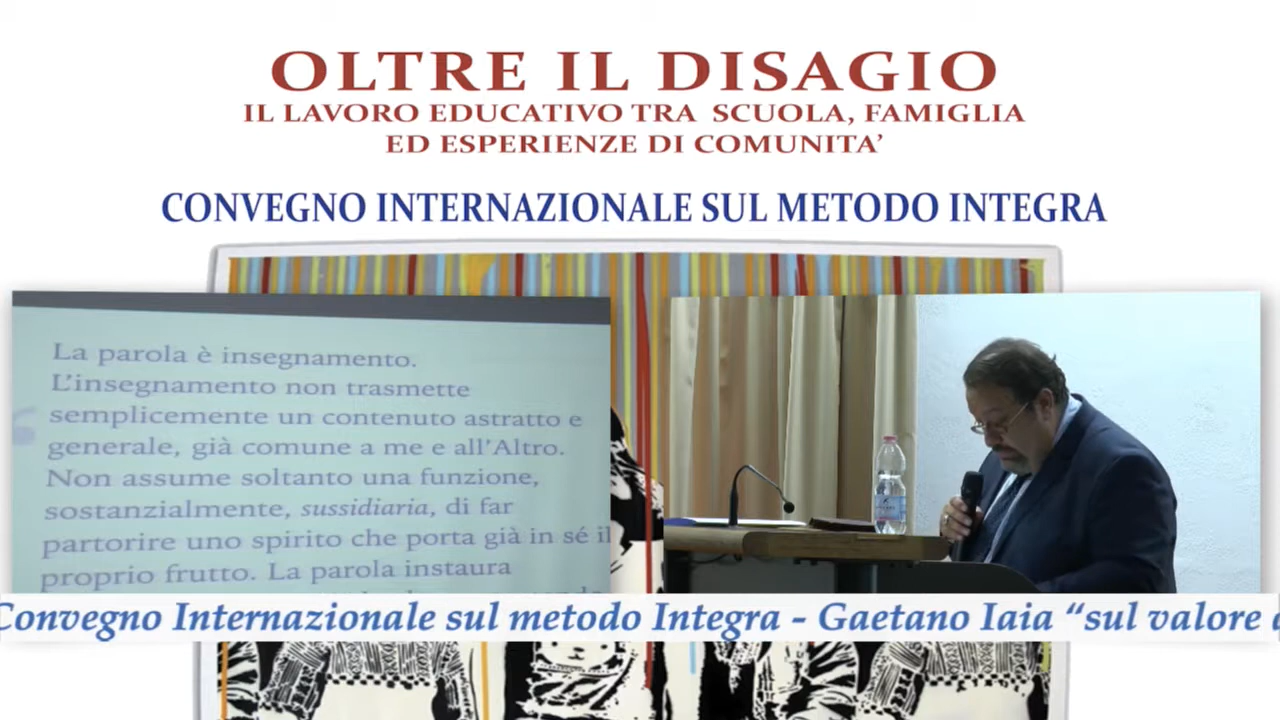 OLTRE IL DISAGIO
IL LAVORO EDUCATIVO TRA SCUOLA, FAMIGLIA
ED ESPERIENZE DI COMUNITA’
CONVEGNO INTERNAZIONALE SUL METODO INTEGRA
La parola è insegnamento.
L’insegnamento non trasmette
semplicemente un contenuto astratto e
generale, già comune a me e all’Altro.
Non assume soltanto una funzione,
sostanzialmente, sussidiaria, di far
partorire uno spirito che porta già in sé il
proprio frutto. La parola instaura
Convegno Internazionale sul metodo Integra - Gaetano Iaia “sul valore